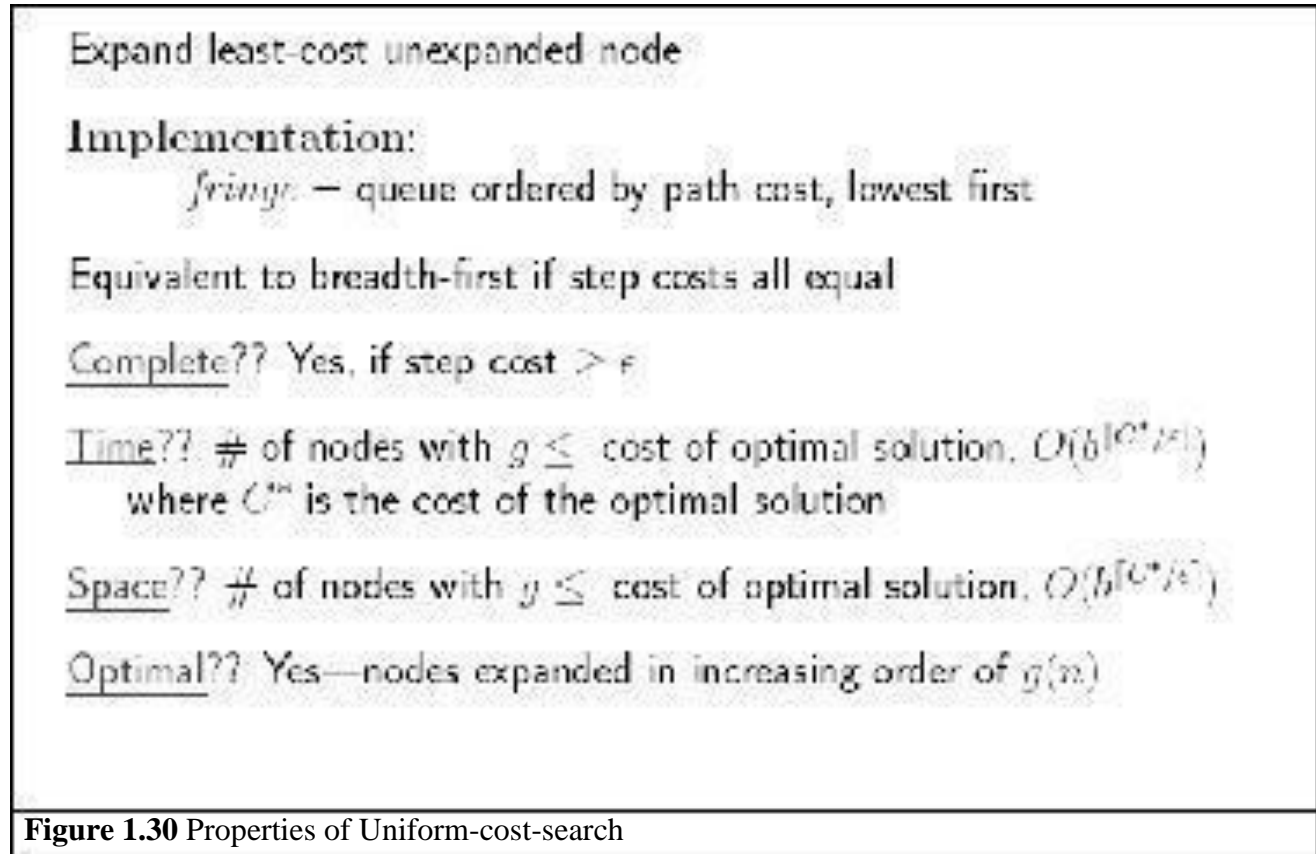 Expand least-cost unexpanded node
Implementation:
fringe = queue ordered by path cost, lowest first
Equivalent to breadth-first if step costs all equal
Complete?? Yes, if step cost ≥ ϵ
Time?? # of nodes with g ≤ cost of optimal solution, O(b^⌈C*/ϵ⌉)
where C* is the cost of the optimal solution
Space?? # of nodes with g ≤ cost of optimal solution, O(b^⌈C*/ϵ⌉)
Optimal?? Yes—nodes expanded in increasing order of g(n)
Figure 1.30 Properties of Uniform-cost-search